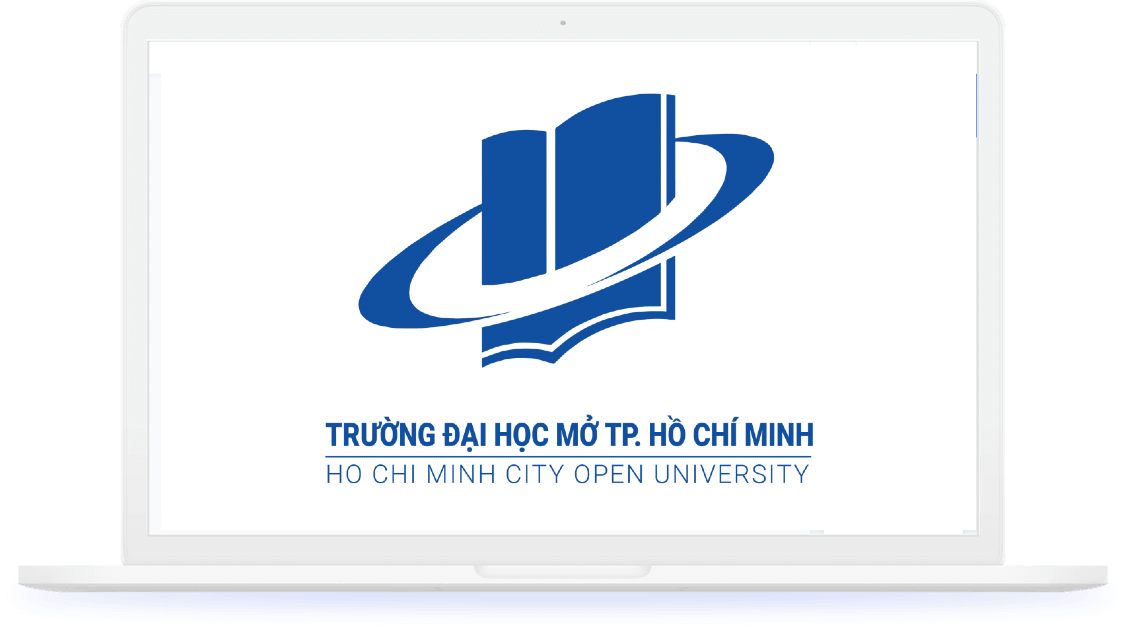 TRƯỜNG ĐẠI HỌC MỞ TP. HỒ CHÍ MINH
HO CHI MINH CITY OPEN UNIVERSITY